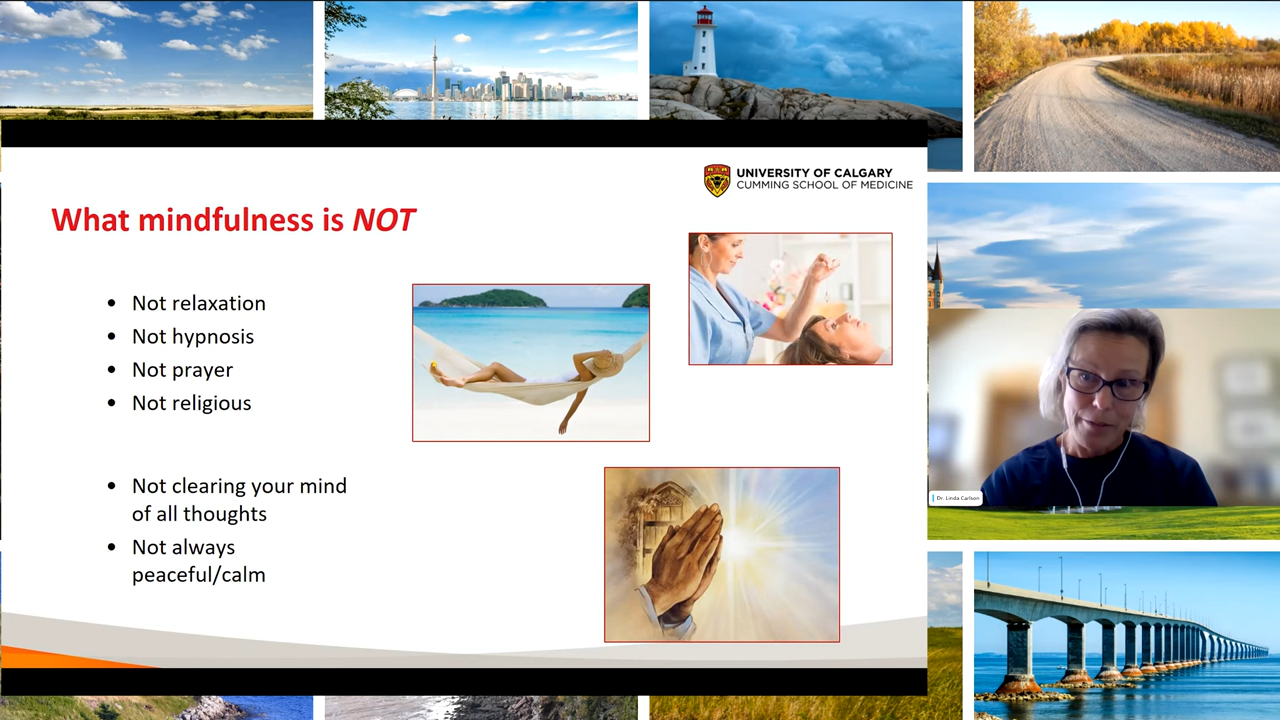 UNIVERSITY OF CALGARY
CUMMING SCHOOL OF MEDICINE
What mindfulness is NOT
• Not relaxation
• Not hypnosis
• Not prayer
• Not religious
• Not clearing your mind
of all thoughts
• Not always
peaceful/calm
Dr. Linda Carlson